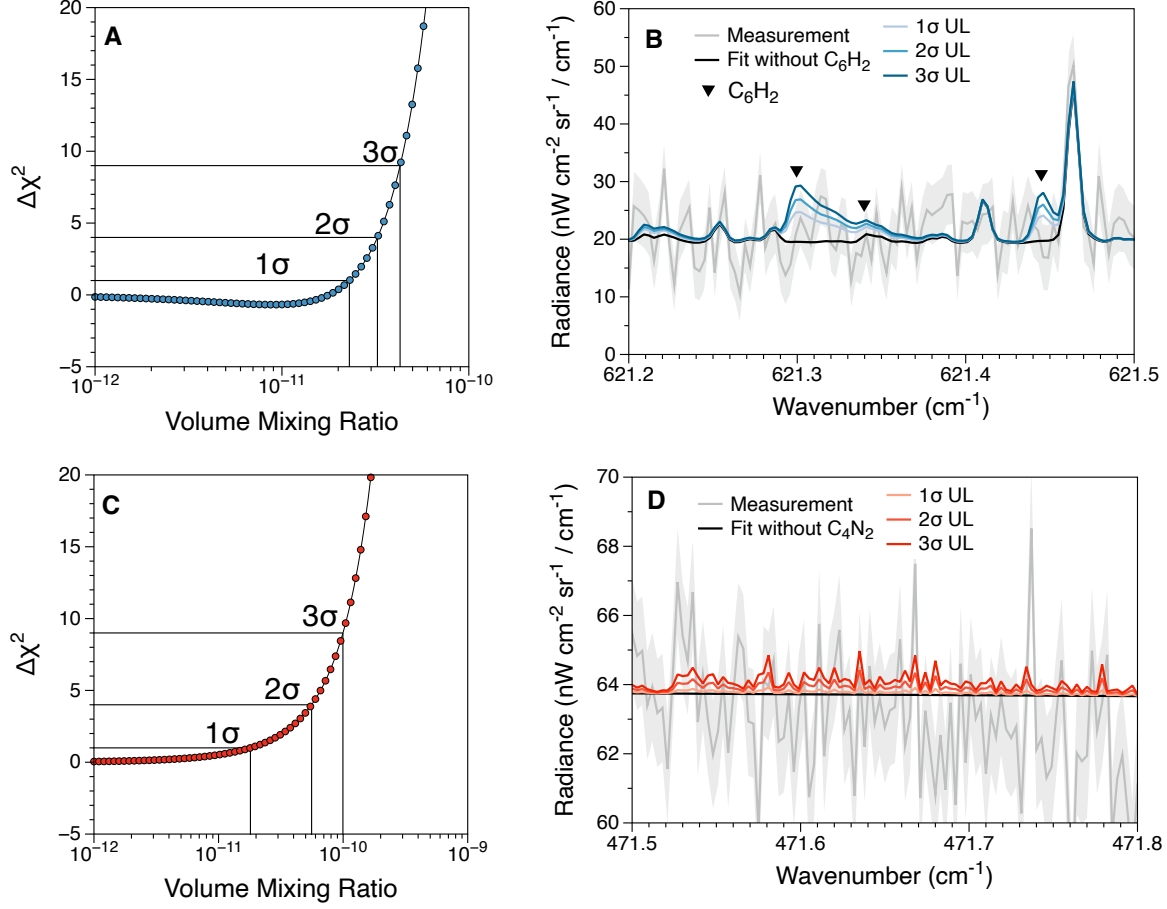 A
20
15
10
5
0
−5
Δχ²
3σ
2σ
1σ
10⁻¹² 10⁻¹¹ 10⁻¹⁰
Volume Mixing Ratio
B
60
50
40
30
20
10
0
Radiance (nW cm⁻² sr⁻¹ / cm⁻¹)
Measurement
Fit without C₆H₂
▼ C₆H₂
1σ UL
2σ UL
3σ UL
621.2 621.3 621.4 621.5
Wavenumber (cm⁻¹)
C
20
15
10
5
0
−5
Δχ²
3σ
2σ
1σ
10⁻¹² 10⁻¹¹ 10⁻¹⁰ 10⁻⁹
Volume Mixing Ratio
D
70
68
66
64
62
60
Radiance (nW cm⁻² sr⁻¹ / cm⁻¹)
Measurement
Fit without C₄N₂
1σ UL
2σ UL
3σ UL
471.5 471.6 471.7 471.8
Wavenumber (cm⁻¹)